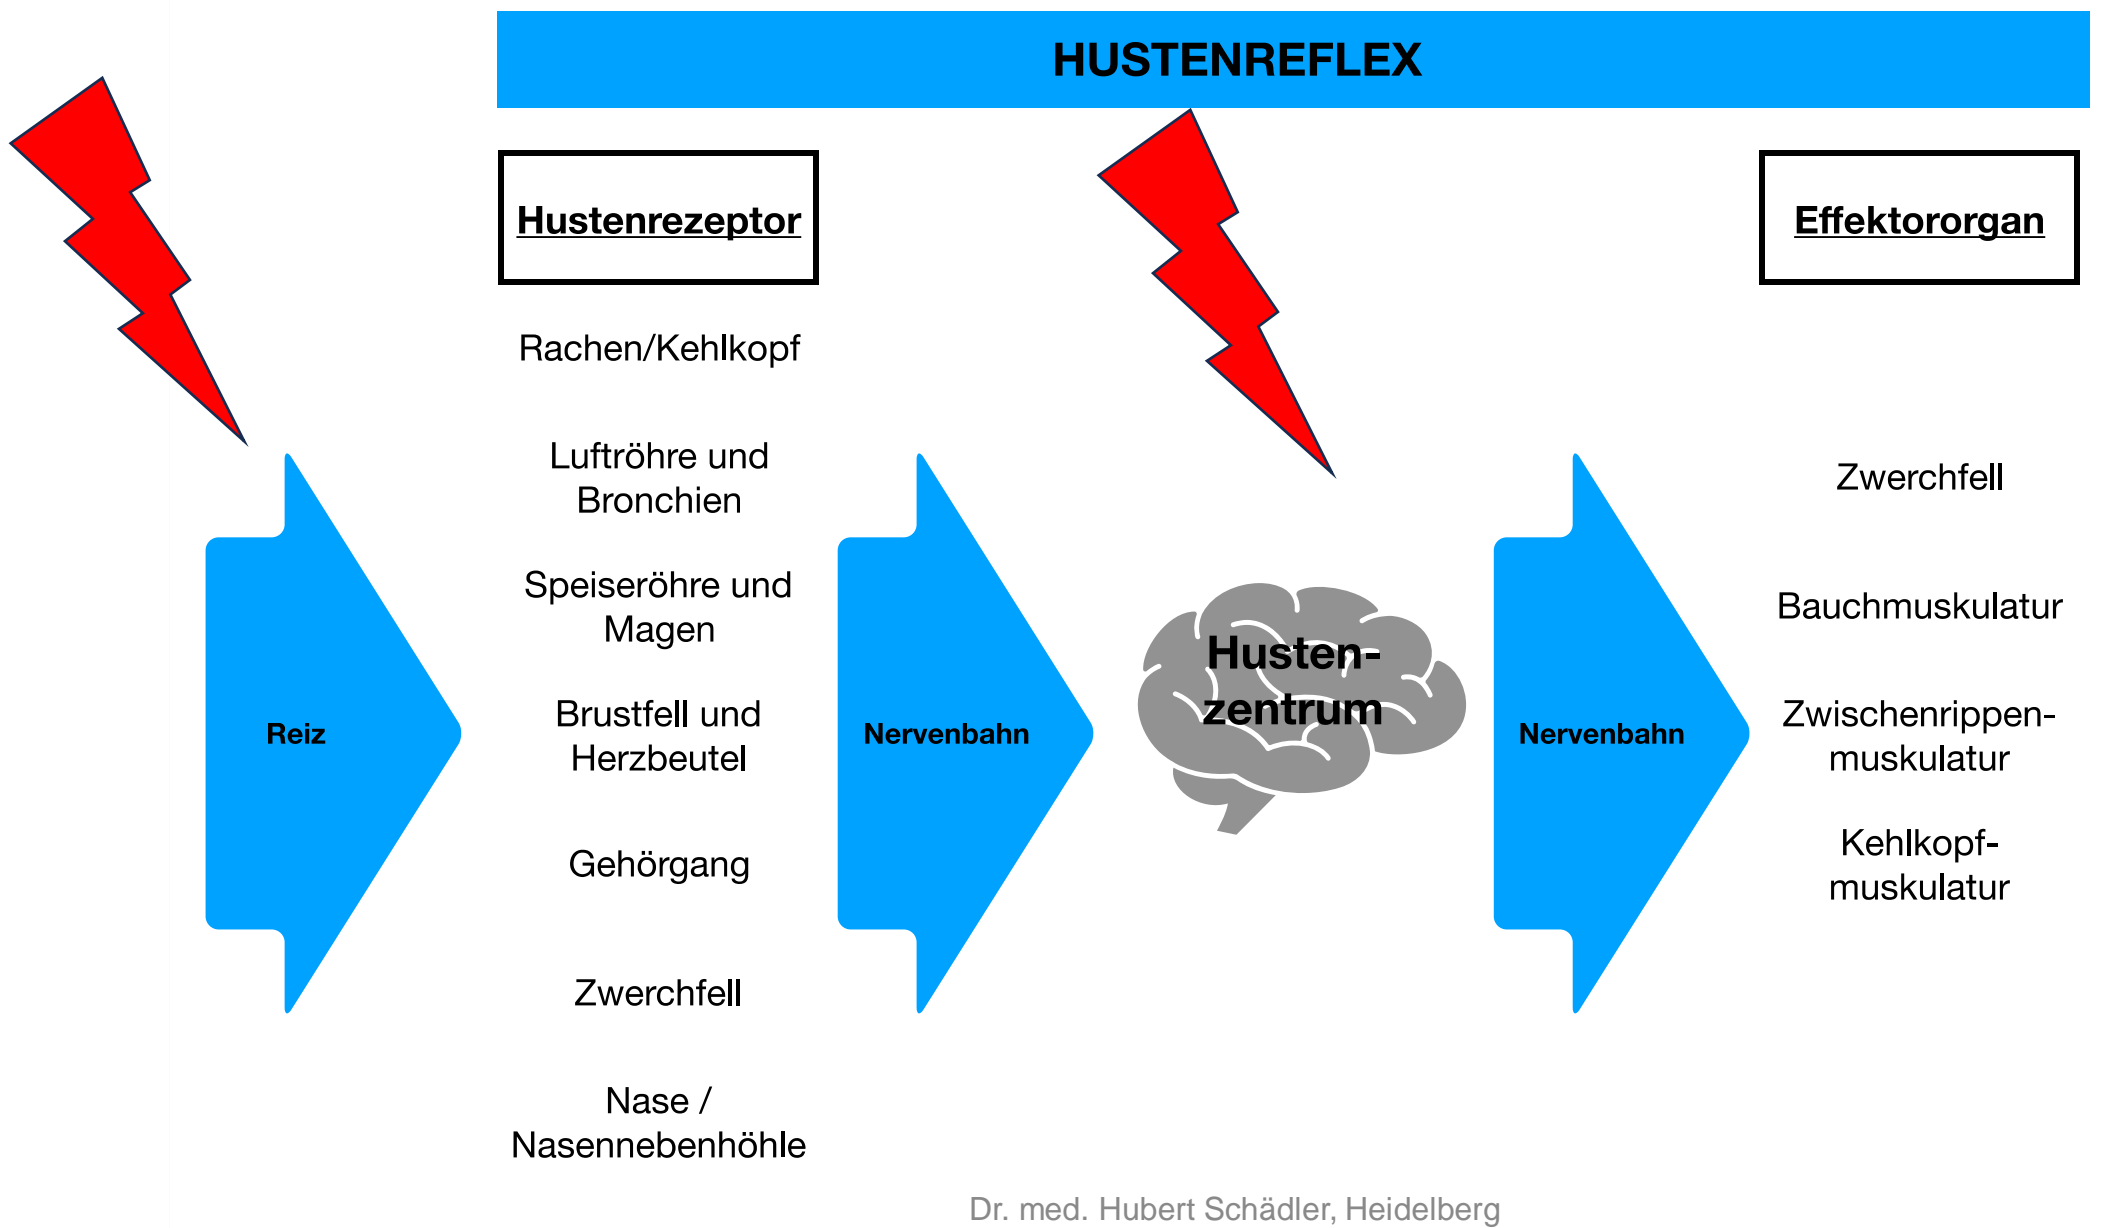 HUSTENREFLEX
Hustenrezeptor
Rachen/Kehlkopf
Luftröhre und
Bronchien
Speiseröhre und
Magen
Brustfell und
Herzbeutel
Gehörgang
Zwerchfell
Nase /
Nasennebenhöhle
Reiz
Nervenbahn
Husten-
zentrum
Nervenbahn
Effektororgan
Zwerchfell
Bauchmuskulatur
Zwischenrippen-
muskulatur
Kehlkopf-
muskulatur
Dr. med. Hubert Schädler, Heidelberg